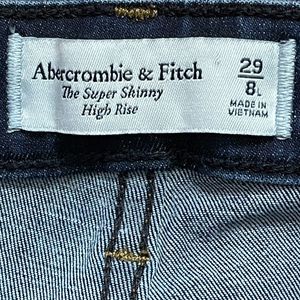 Abercrombie & Fitch
The Super Skinny
High Rise
29
8L
MADE IN
VIETNAM